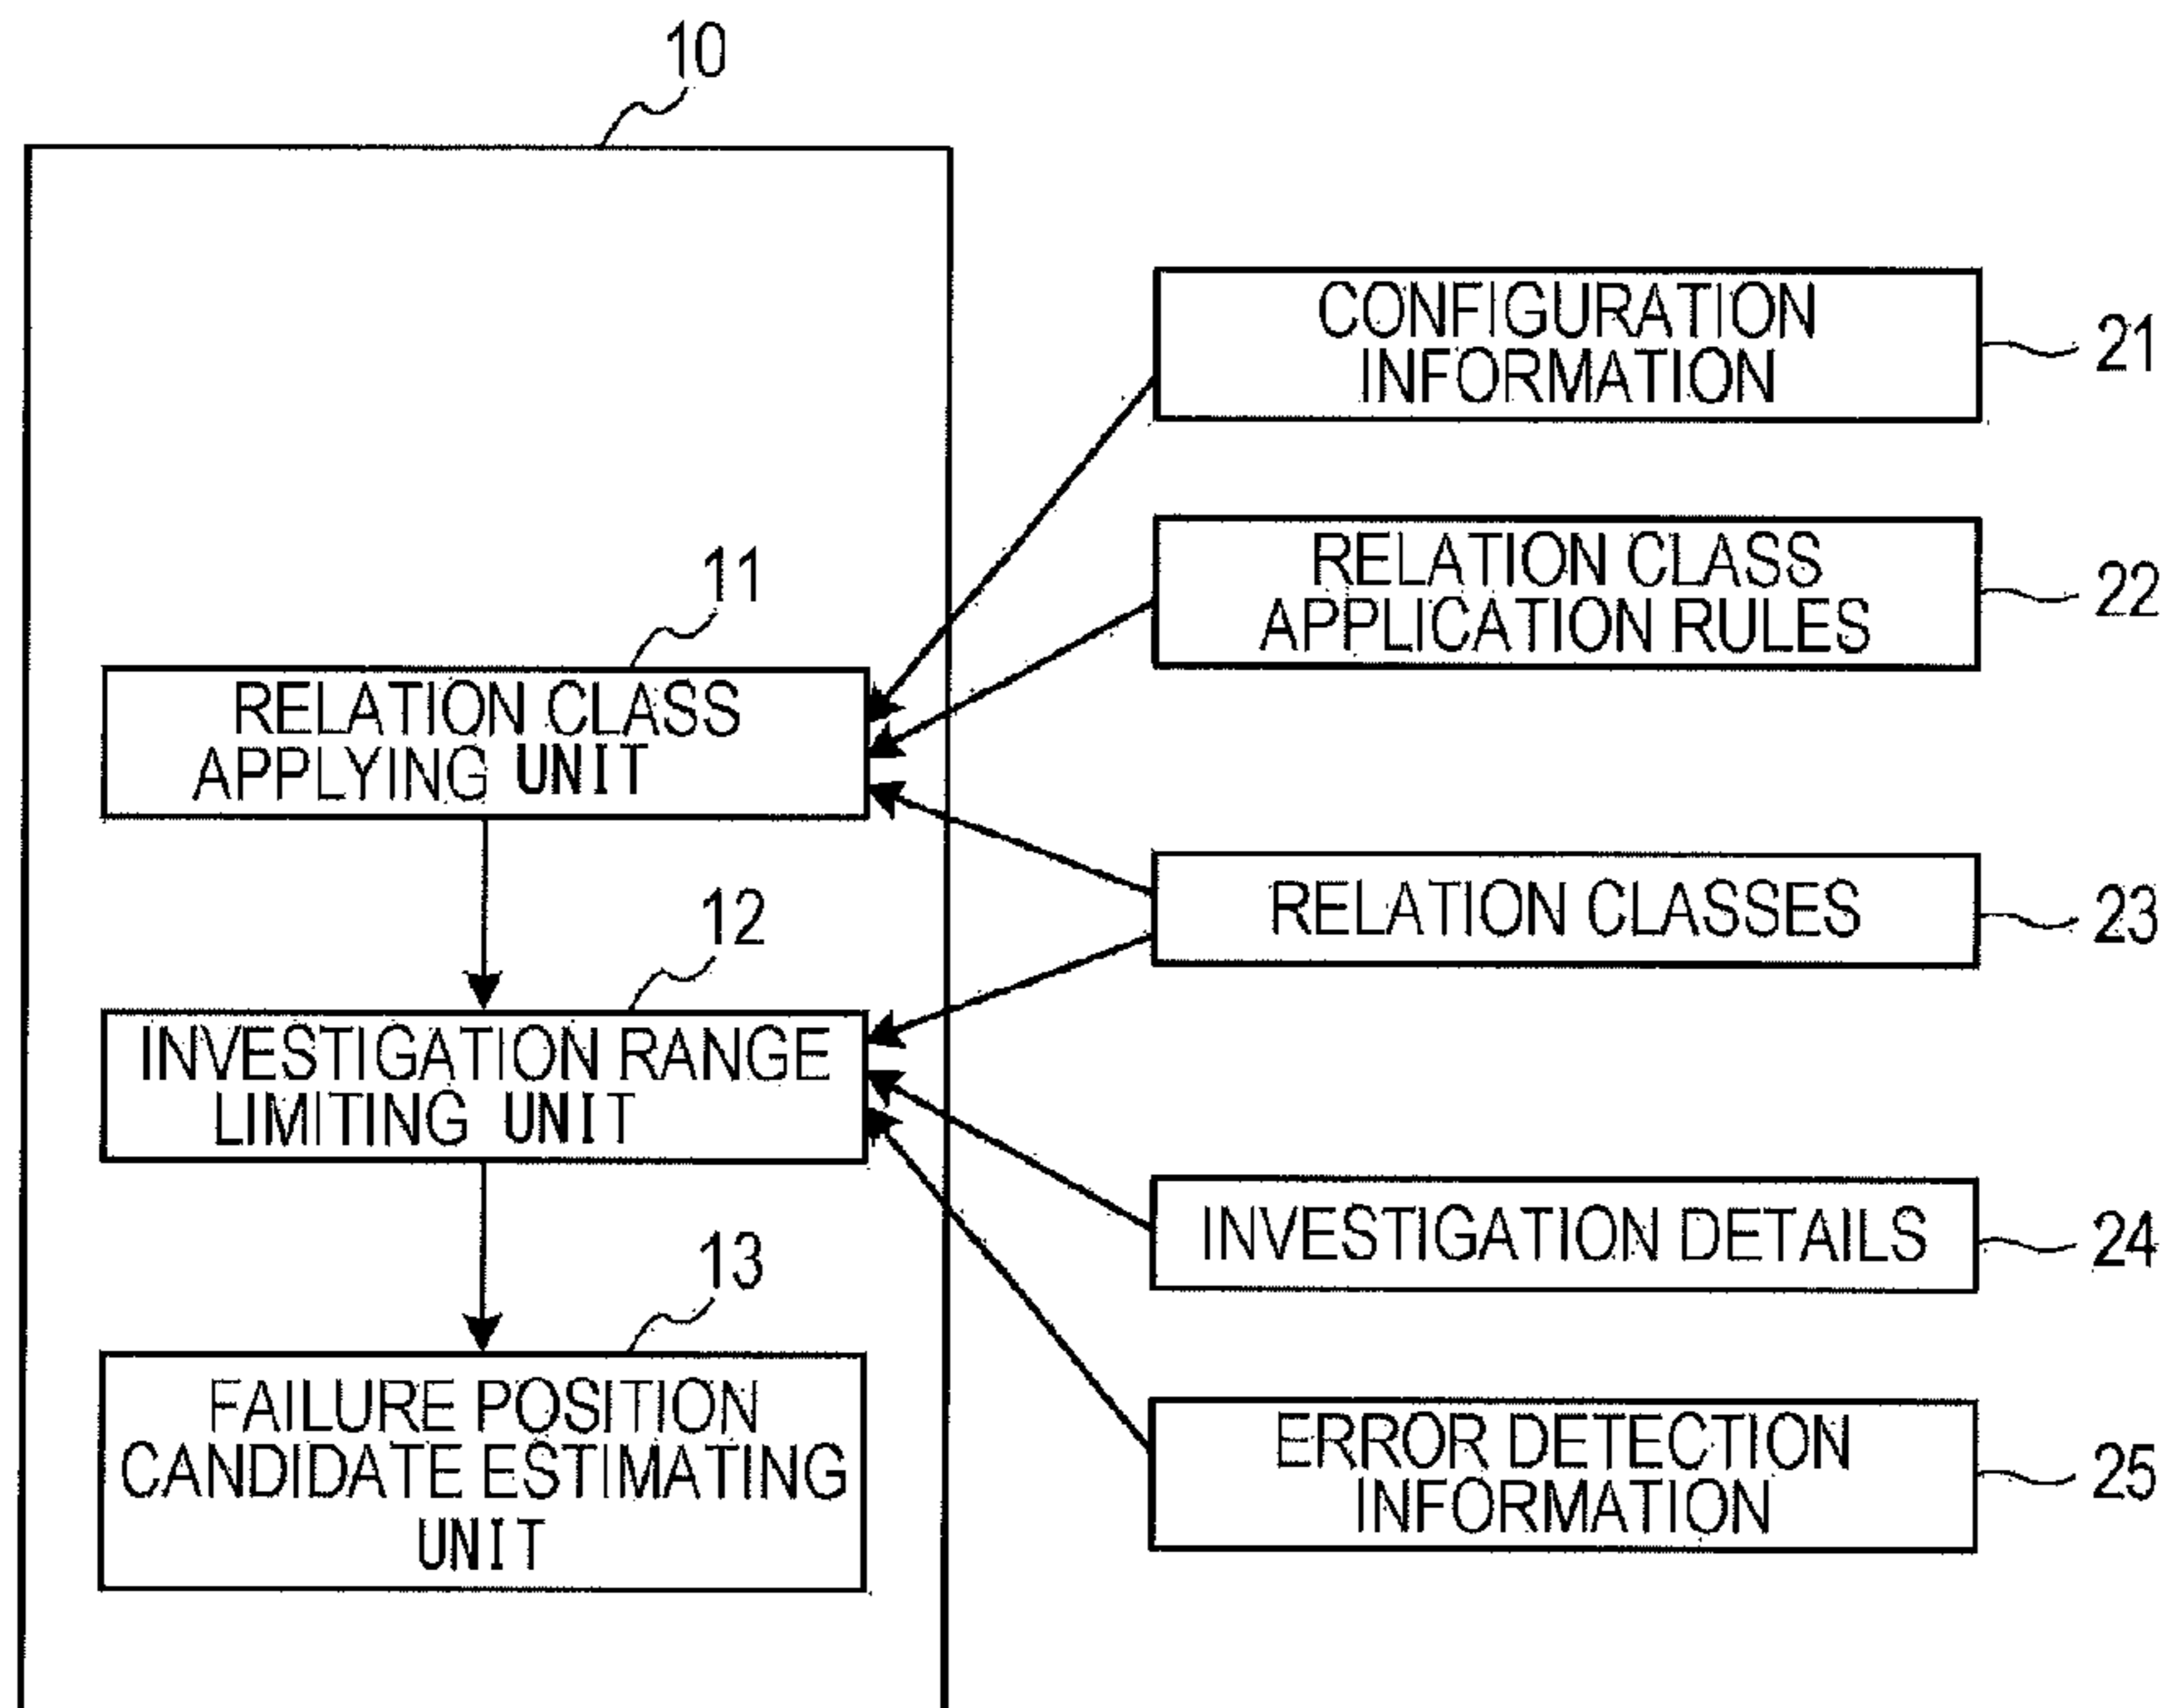 10
11
RELATION CLASS
APPLYING UNIT
12
INVESTIGATION RANGE
LIMITING UNIT
13
FAILURE POSITION
CANDIDATE ESTIMATING
UNIT
CONFIGURATION
INFORMATION
21
RELATION CLASS
APPLICATION RULES
22
RELATION CLASSES
23
INVESTIGATION DETAILS
24
ERROR DETECTION
INFORMATION
25